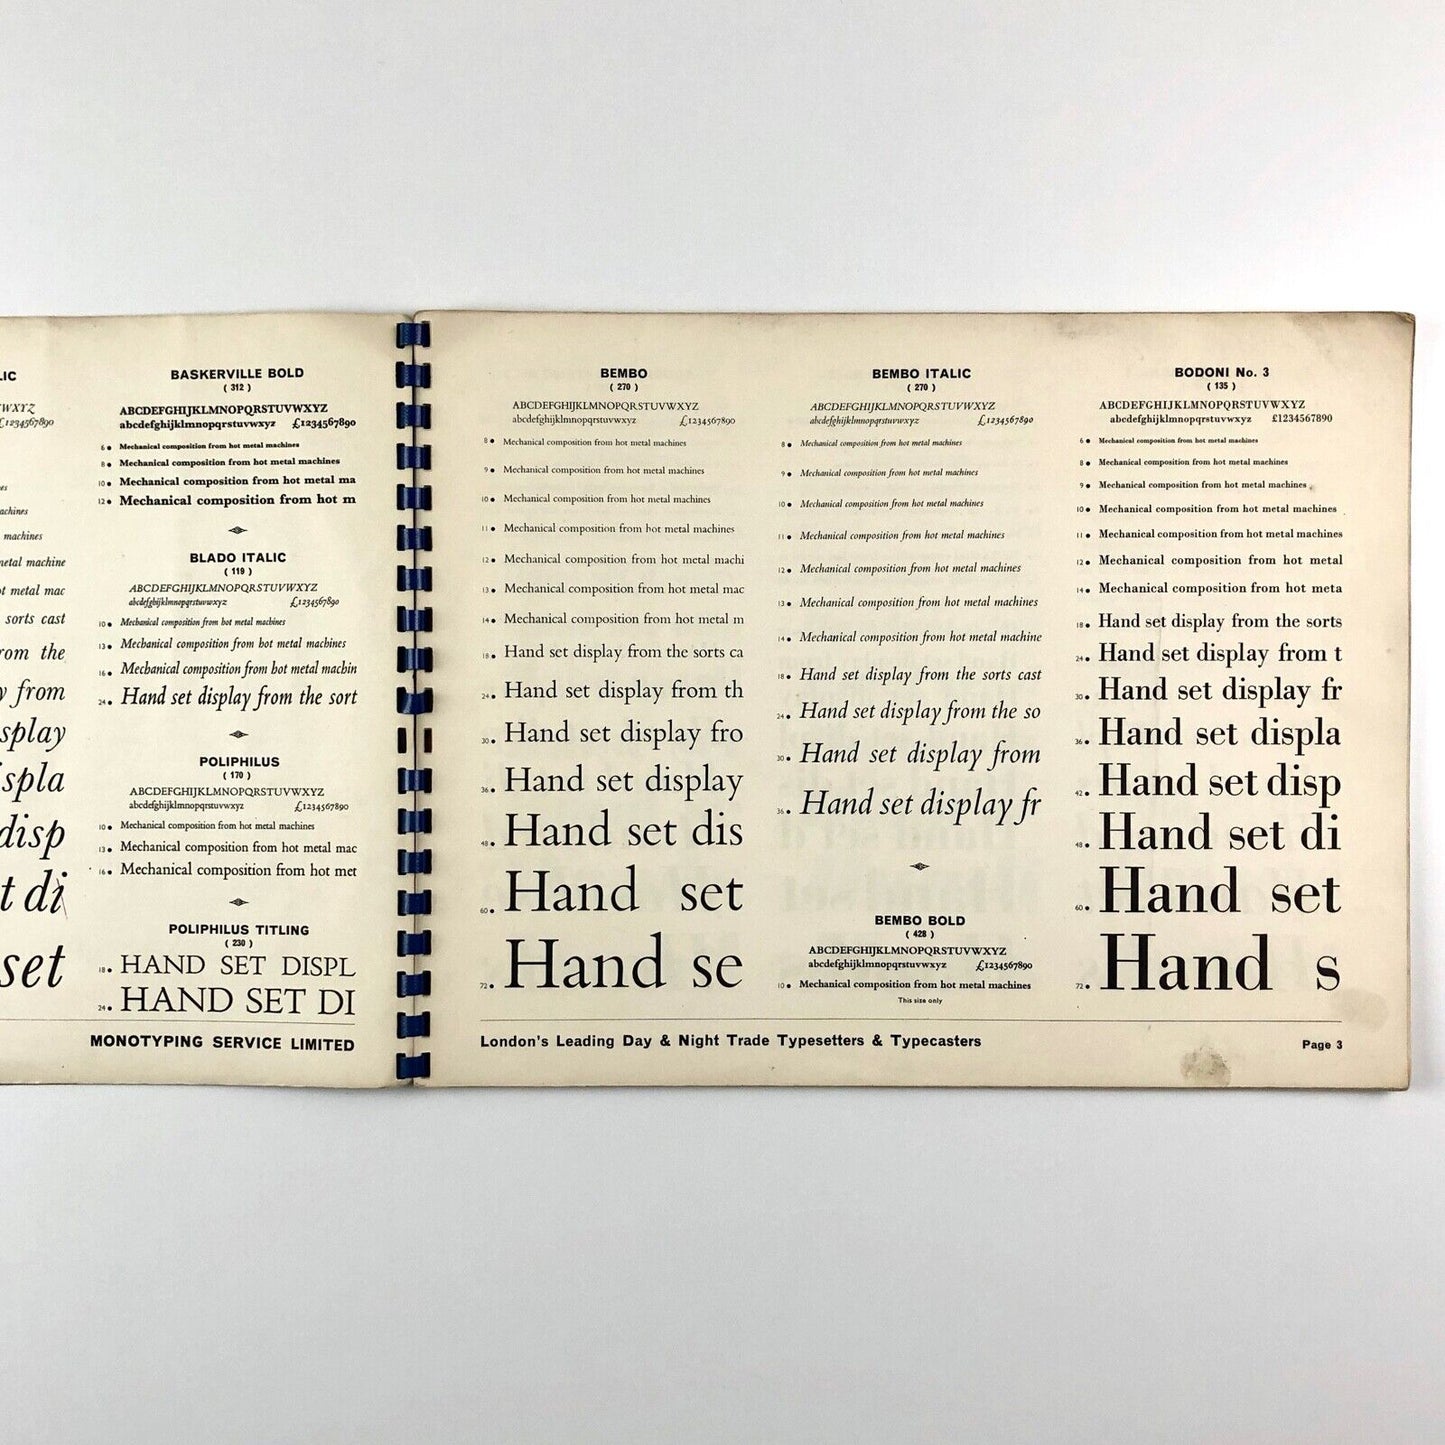 LIC
WXYZ
£1234567890
es
achines
machines
metal machine
t metal mac
sorts cast
rom the
y from
splay
ispla
disp
t di
set
BASKERVILLE BOLD
( 312 )
ABCDEFGHIJKLMNOPQRSTUVWXYZ
abcdefghijklmnopqrstuvwxyz £1234567890
6 ● Mechanical composition from hot metal machines
8 ● Mechanical composition from hot metal machines
10 ● Mechanical composition from hot metal ma
12 ● Mechanical composition from hot m
BLADO ITALIC
( 119 )
ABCDEFGHIJKLMNOPQRSTUVWXYZ
abcdefghijklmnopqrstuvwxyz £1234567890
10 ● Mechanical composition from hot metal machines
13 ● Mechanical composition from hot metal machines
16 ● Mechanical composition from hot metal machin
24 ● Hand set display from the sort
POLIPHILUS
( 170 )
ABCDEFGHIJKLMNOPQRSTUVWXYZ
abcdefghijklmnopqrstuvwxyz £1234567890
10 ● Mechanical composition from hot metal machines
13 ● Mechanical composition from hot metal mac
16 ● Mechanical composition from hot met
POLIPHILUS TITLING
( 230 )
18 ● HAND SET DISPL
24 ● HAND SET DI
MONOTYPING SERVICE LIMITED
BEMBO
( 270 )
ABCDEFGHIJKLMNOPQRSTUVWXYZ
abcdefghijklmnopqrstuvwxyz £1234567890
8 ● Mechanical composition from hot metal machines
9 ● Mechanical composition from hot metal machines
10 ● Mechanical composition from hot metal machines
11 ● Mechanical composition from hot metal machines
12 ● Mechanical composition from hot metal machi
13 ● Mechanical composition from hot metal mac
14 ● Mechanical composition from hot metal m
18 ● Hand set display from the sorts ca
24 ● Hand set display from th
30 ● Hand set display fro
36 ● Hand set display
48 ● Hand set dis
60 ● Hand set
72 ● Hand se
BEMBO ITALIC
( 270 )
ABCDEFGHIJKLMNOPQRSTUVWXYZ
abcdefghijklmnopqrstuvwxyz £1234567890
8 ● Mechanical composition from hot metal machines
9 ● Mechanical composition from hot metal machines
10 ● Mechanical composition from hot metal machines
11 ● Mechanical composition from hot metal machines
12 ● Mechanical composition from hot metal machines
13 ● Mechanical composition from hot metal machines
14 ● Mechanical composition from hot metal machine
18 ● Hand set display from the sorts cast
24 ● Hand set display from the so
30 ● Hand set display from
36 ● Hand set display fr
BEMBO BOLD
( 428 )
ABCDEFGHIJKLMNOPQRSTUVWXYZ
abcdefghijklmnopqrstuvwxyz £1234567890
10 ● Mechanical composition from hot metal machines
This size only
BODONI No. 3
( 135 )
ABCDEFGHIJKLMNOPQRSTUVWXYZ
abcdefghijklmnopqrstuvwxyz £1234567890
6 ● Mechanical composition from hot metal machines
8 ● Mechanical composition from hot metal machines
9 ● Mechanical composition from hot metal machines
10 ● Mechanical composition from hot metal machines
11 ● Mechanical composition from hot metal machines
12 ● Mechanical composition from hot metal
14 ● Mechanical composition from hot meta
18 ● Hand set display from the sorts
24 ● Hand set display from t
30 ● Hand set display fr
36 ● Hand set displa
42 ● Hand set disp
48 ● Hand set di
60 ● Hand set
72 ● Hand s
London's Leading Day & Night Trade Typesetters & Typecasters
Page 3